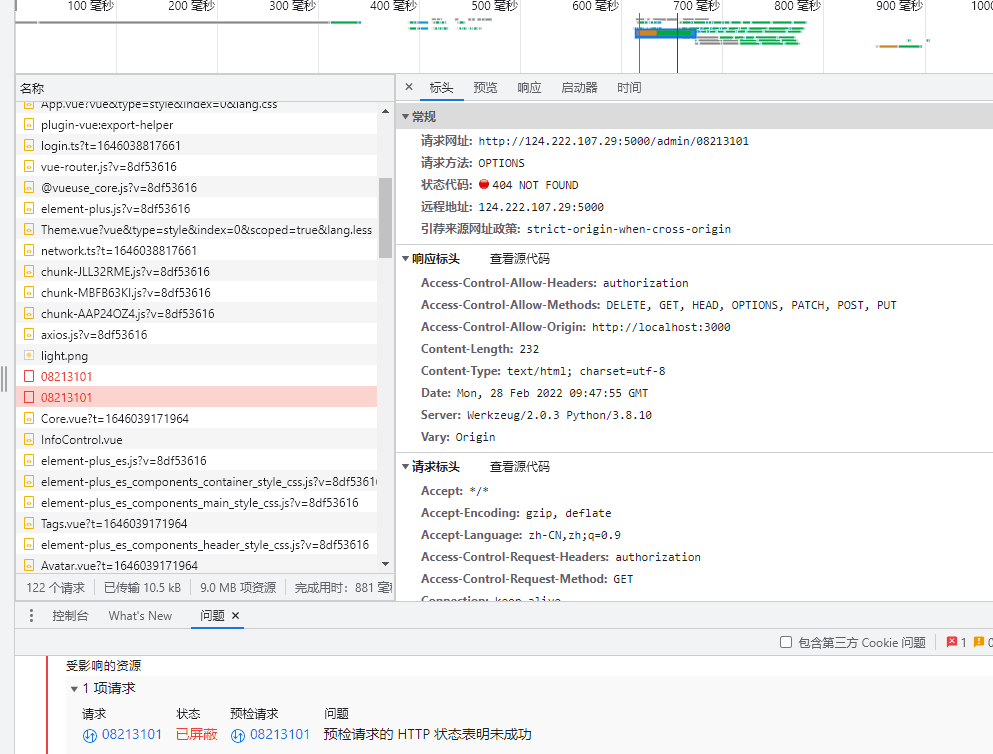 100 毫秒 200 毫秒 300 毫秒 400 毫秒 500 毫秒 600 毫秒 700 毫秒 800 毫秒 900 毫秒 1000
名称
App.vue?vue&type=style&index=0&lang.css
plugin-vue:export-helper
login.ts?t=1646038817661
vue-router.js?v=8df53616
@vueuse_core.js?v=8df53616
element-plus.js?v=8df53616
Theme.vue?vue&type=style&index=0&scoped=true&lang.less
network.ts?t=1646038817661
chunk-JLL32RME.js?v=8df53616
chunk-MBFB63KI.js?v=8df53616
chunk-AAP24OZ4.js?v=8df53616
axios.js?v=8df53616
light.png
08213101
08213101
Core.vue?t=1646039171964
InfoControl.vue
element-plus_es.js?v=8df53616
element-plus_es_components_container_style_css.js?v=8df5361
element-plus_es_components_main_style_css.js?v=8df53616
Tags.vue?t=1646039171964
element-plus_es_components_header_style_css.js?v=8df53616
Avatar.vue?t=1646039171964
122 个请求 已传输 10.5 kB 9.0 MB 项资源 完成用时: 881 毫
× 标头 预览 响应 启动器 时间
常规
请求网址: http://124.222.107.29:5000/admin/08213101
请求方法: OPTIONS
状态代码: 404 NOT FOUND
远程地址: 124.222.107.29:5000
引荐来源网址政策: strict-origin-when-cross-origin
响应标头 查看源代码
Access-Control-Allow-Headers: authorization
Access-Control-Allow-Methods: DELETE, GET, HEAD, OPTIONS, PATCH, POST, PUT
Access-Control-Allow-Origin: http://localhost:3000
Content-Length: 232
Content-Type: text/html; charset=utf-8
Date: Mon, 28 Feb 2022 09:47:55 GMT
Server: Werkzeug/2.0.3 Python/3.8.10
Vary: Origin
请求标头 查看源代码
Accept: */*
Accept-Encoding: gzip, deflate
Accept-Language: zh-CN,zh;q=0.9
Access-Control-Request-Headers: authorization
Access-Control-Request-Method: GET
Connection: keep-alive
控制台 What's New 问题 ×
包含第三方 Cookie 问题 1 0
受影响的资源
1 项请求
请求 状态 预检请求 问题
08213101 已屏蔽 08213101 预检请求的 HTTP 状态表明未成功